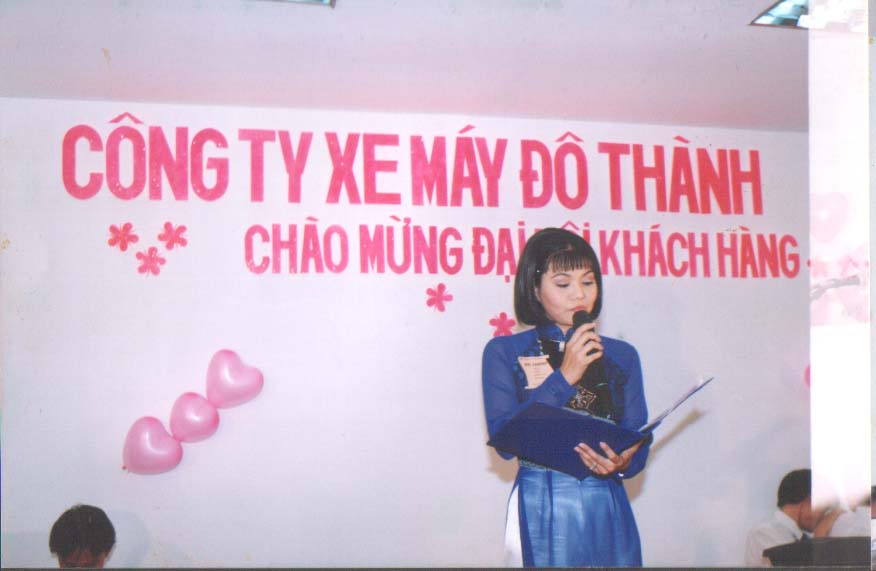 CÔNG TY XE MÁY ĐÔ THÀNH
CHÀO MỪNG ĐẠI KHÁCH HÀNG